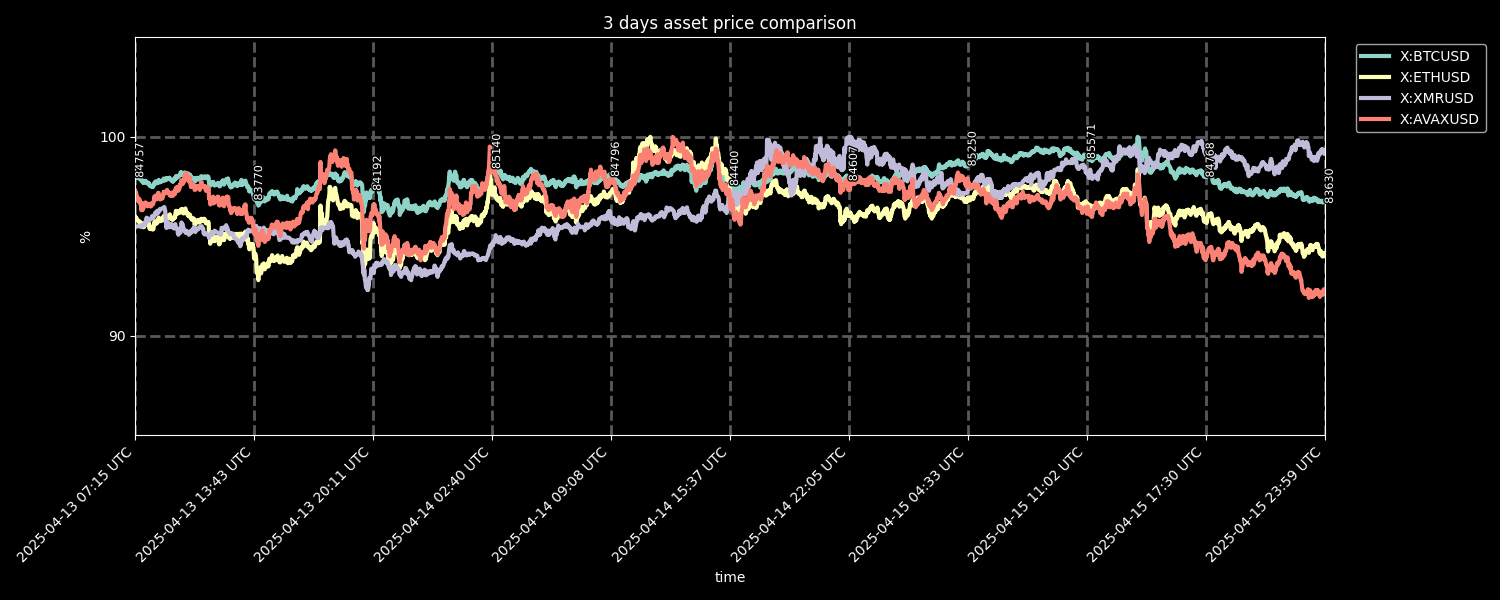 3 days asset price comparison
X:BTCUSD
X:ETHUSD
X:XMRUSD
X:AVAXUSD
%
100
90
84757
83770
84192
85140
84796
84400
84607
85250
85571
84768
83630
2025-04-13 07:15 UTC
2025-04-13 13:43 UTC
2025-04-13 20:11 UTC
2025-04-14 02:40 UTC
2025-04-14 09:08 UTC
2025-04-14 15:37 UTC
2025-04-14 22:05 UTC
2025-04-15 04:33 UTC
2025-04-15 11:02 UTC
2025-04-15 17:30 UTC
2025-04-15 23:59 UTC
time